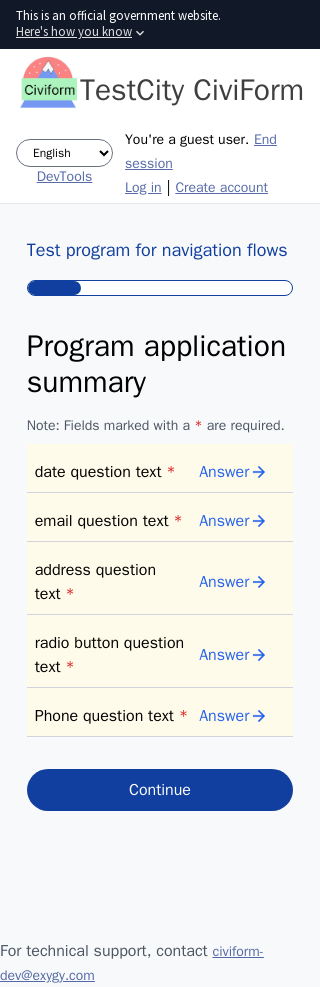 This is an official government website.
Here's how you know
Civiform
TestCity CiviForm
English
DevTools
You're a guest user. End
session
Log in | Create account
Test program for navigation flows
Program application
summary
Note: Fields marked with a * are required.
date question text * Answer
email question text * Answer
address question
text *
Answer
radio button question
text *
Answer
Phone question text * Answer
Continue
For technical support, contact civiform-
dev@exygy.com